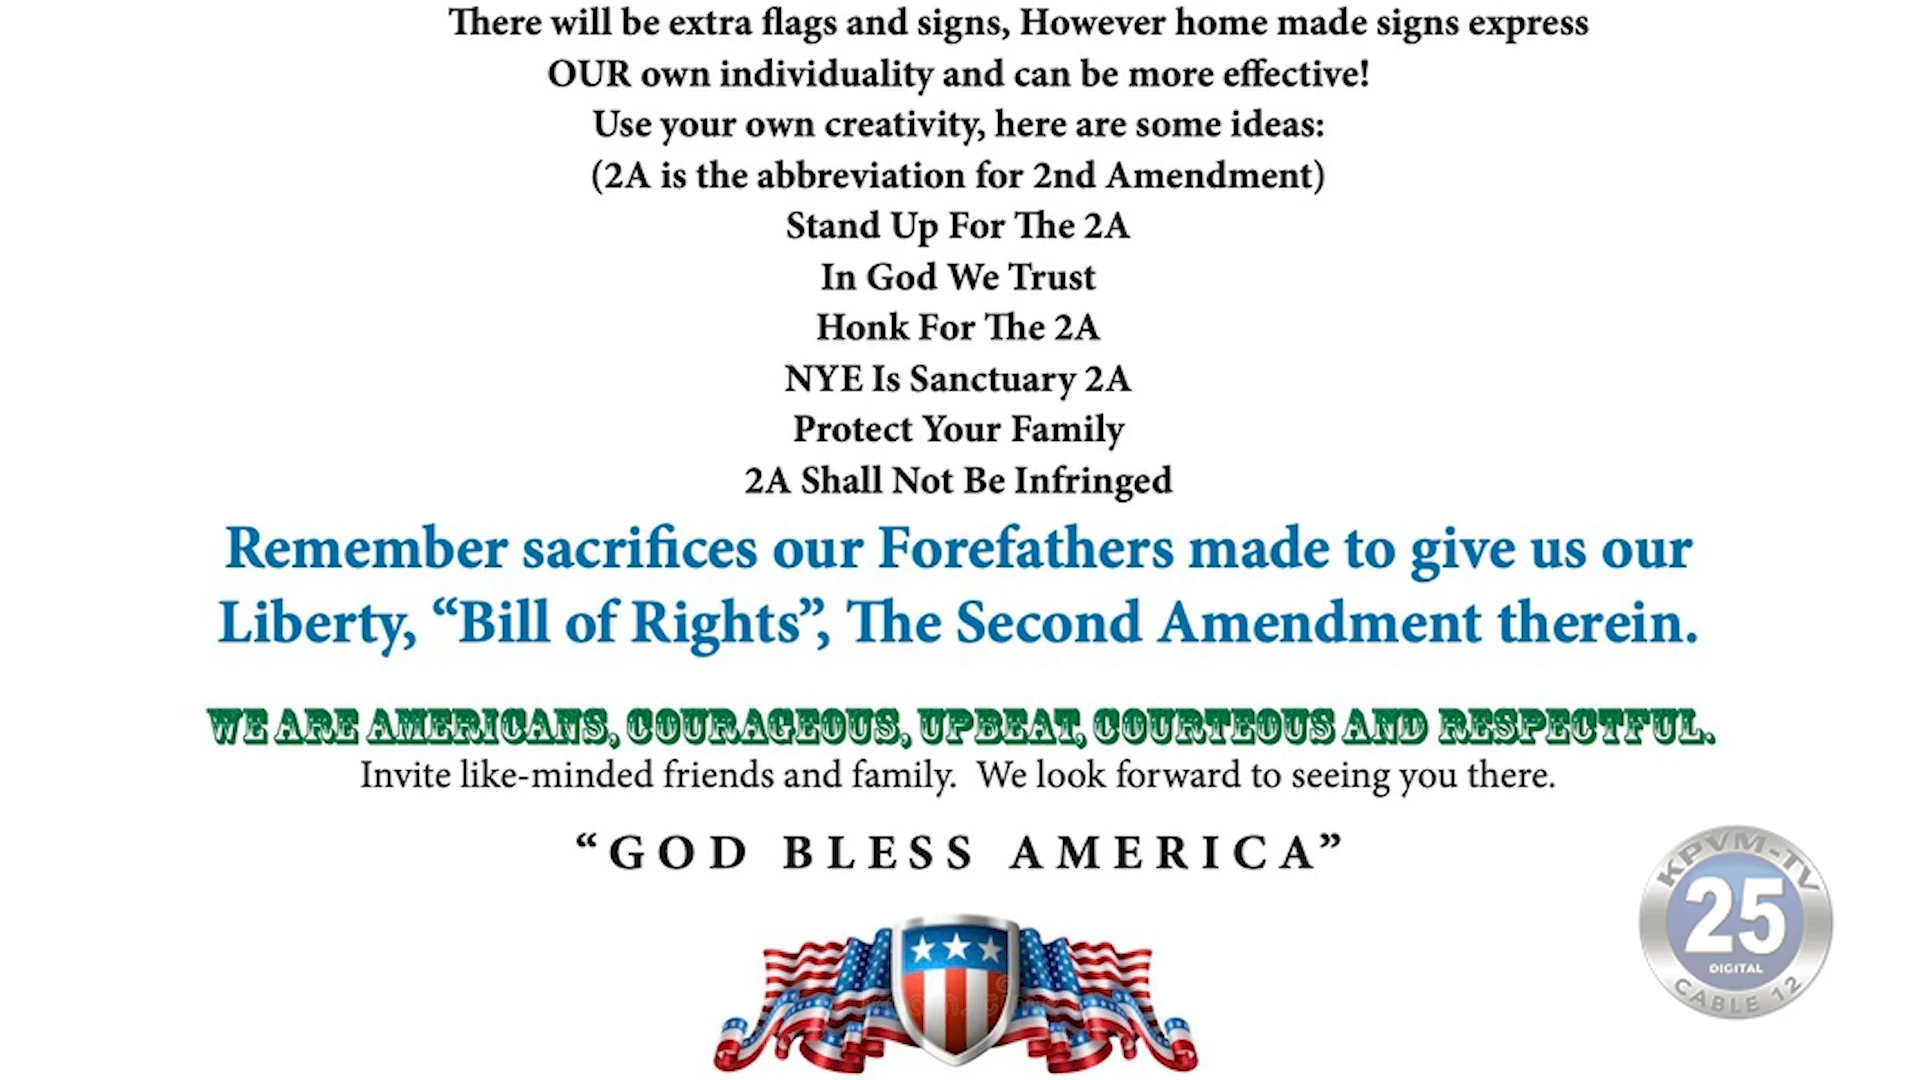 There will be extra flags and signs, However home made signs express
OUR own individuality and can be more effective!
Use your own creativity, here are some ideas:
(2A is the abbreviation for 2nd Amendment)
Stand Up For The 2A
In God We Trust
Honk For The 2A
NYE Is Sanctuary 2A
Protect Your Family
2A Shall Not Be Infringed
Remember sacrifices our Forefathers made to give us our
Liberty, “Bill of Rights”, The Second Amendment therein.
WE ARE AMERICANS, COURAGEOUS, UPBEAT, COURTEOUS AND RESPECTFUL.
Invite like-minded friends and family. We look forward to seeing you there.
“GOD BLESS AMERICA”
KPVM-TV
25
DIGITAL
CABLE 12